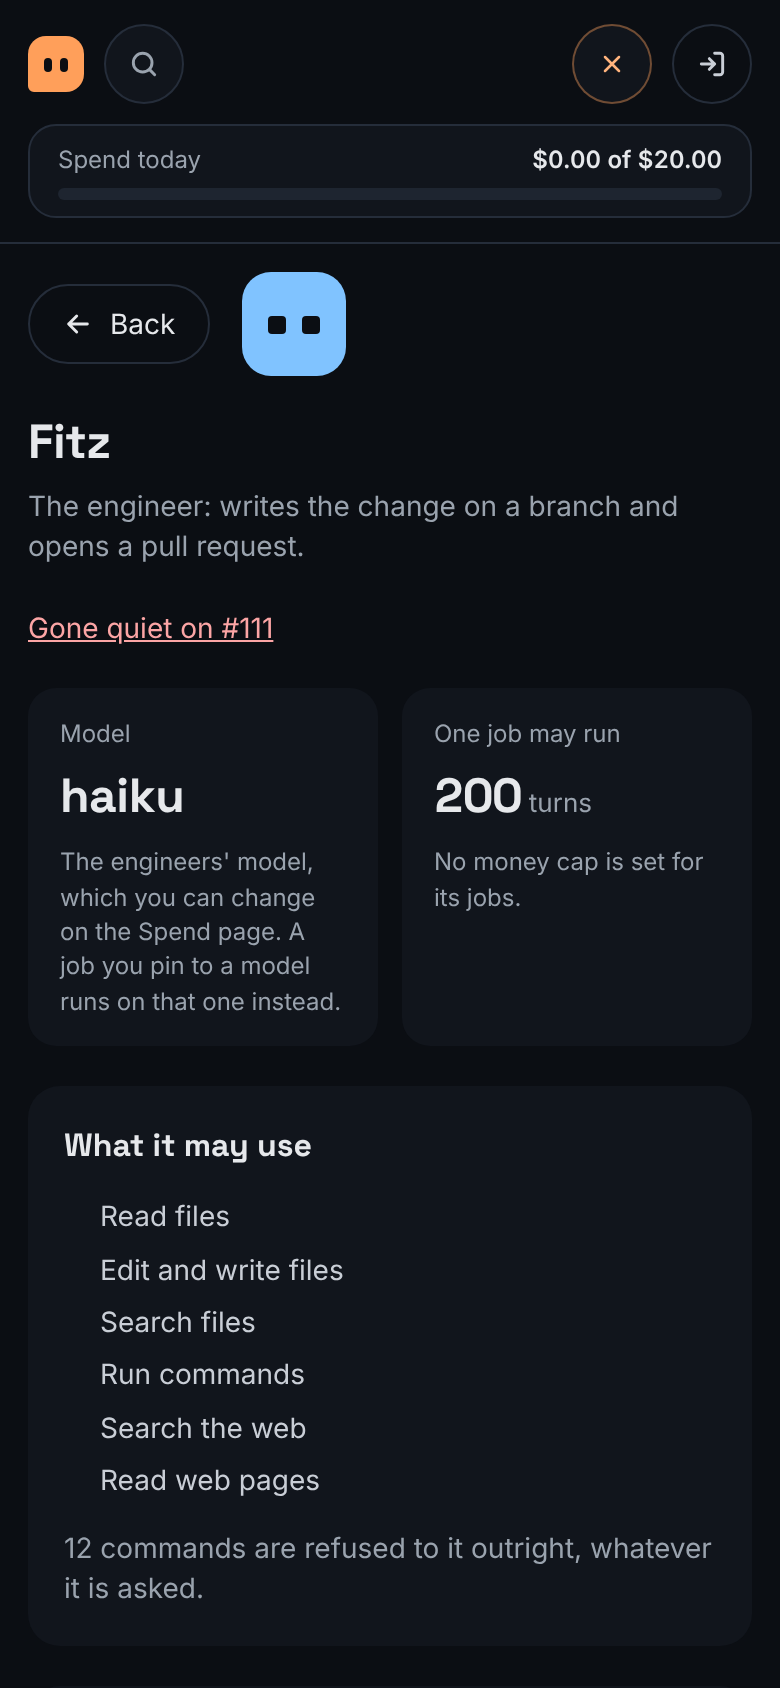 Spend today
$0.00 of $20.00
Back
Fitz
The engineer: writes the change on a branch and
opens a pull request.
Gone quiet on #111
Model
haiku
The engineers' model,
which you can change
on the Spend page. A
job you pin to a model
runs on that one instead.
One job may run
200 turns
No money cap is set for
its jobs.
What it may use
Read files
Edit and write files
Search files
Run commands
Search the web
Read web pages
12 commands are refused to it outright, whatever
it is asked.